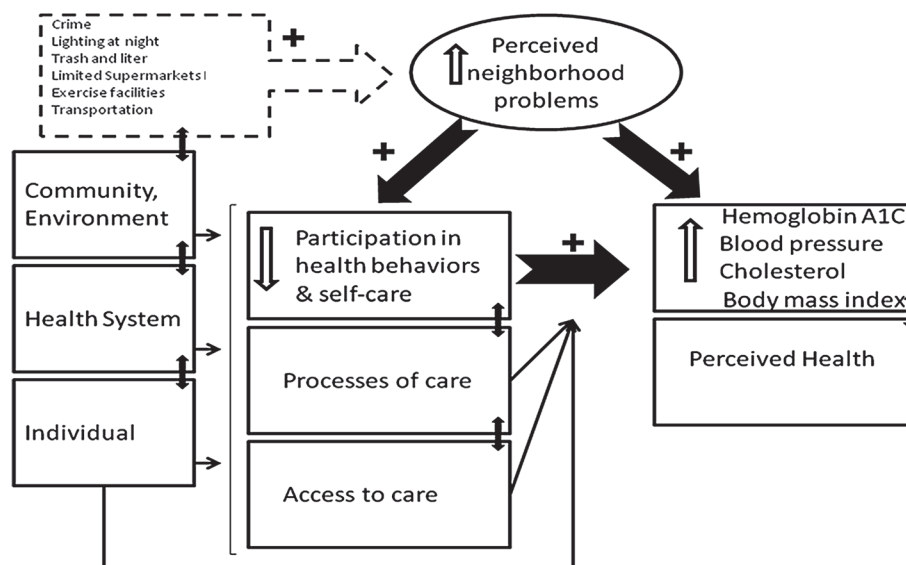 Crime
Lighting at night
Trash and liter
Limited Supermarkets
Exercise facilities
Transportation
+
Perceived
neighborhood
problems
+
+
Community,
Environment
Health System
Individual
Participation in
health behaviors
& self-care
+
Processes of care
Access to care
Hemoglobin A1C
Blood pressure
Cholesterol
Body mass index
Perceived Health